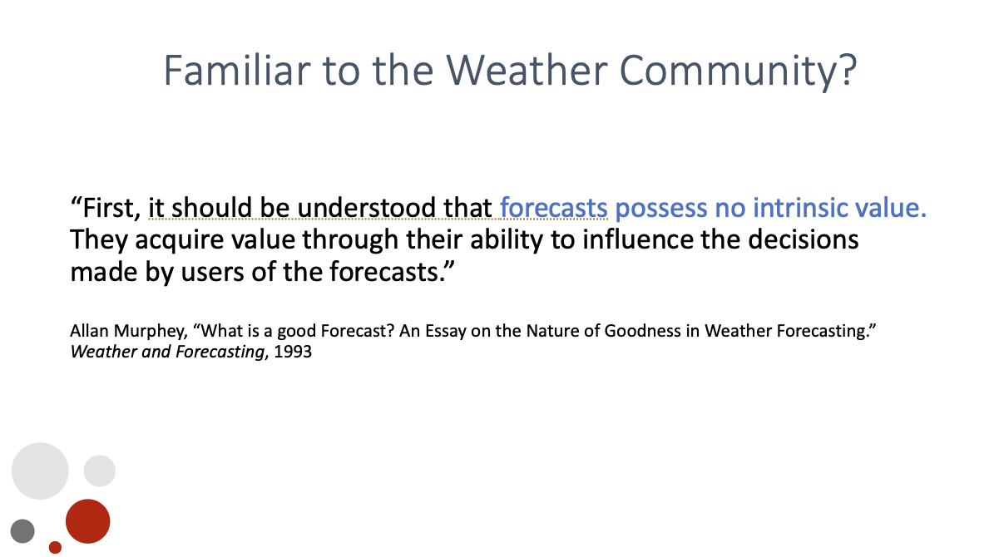 Familiar to the Weather Community?
“First, it should be understood that forecasts possess no intrinsic value.
They acquire value through their ability to influence the decisions
made by users of the forecasts.”
Allan Murphey, “What is a good Forecast? An Essay on the Nature of Goodness in Weather Forecasting.”
Weather and Forecasting, 1993